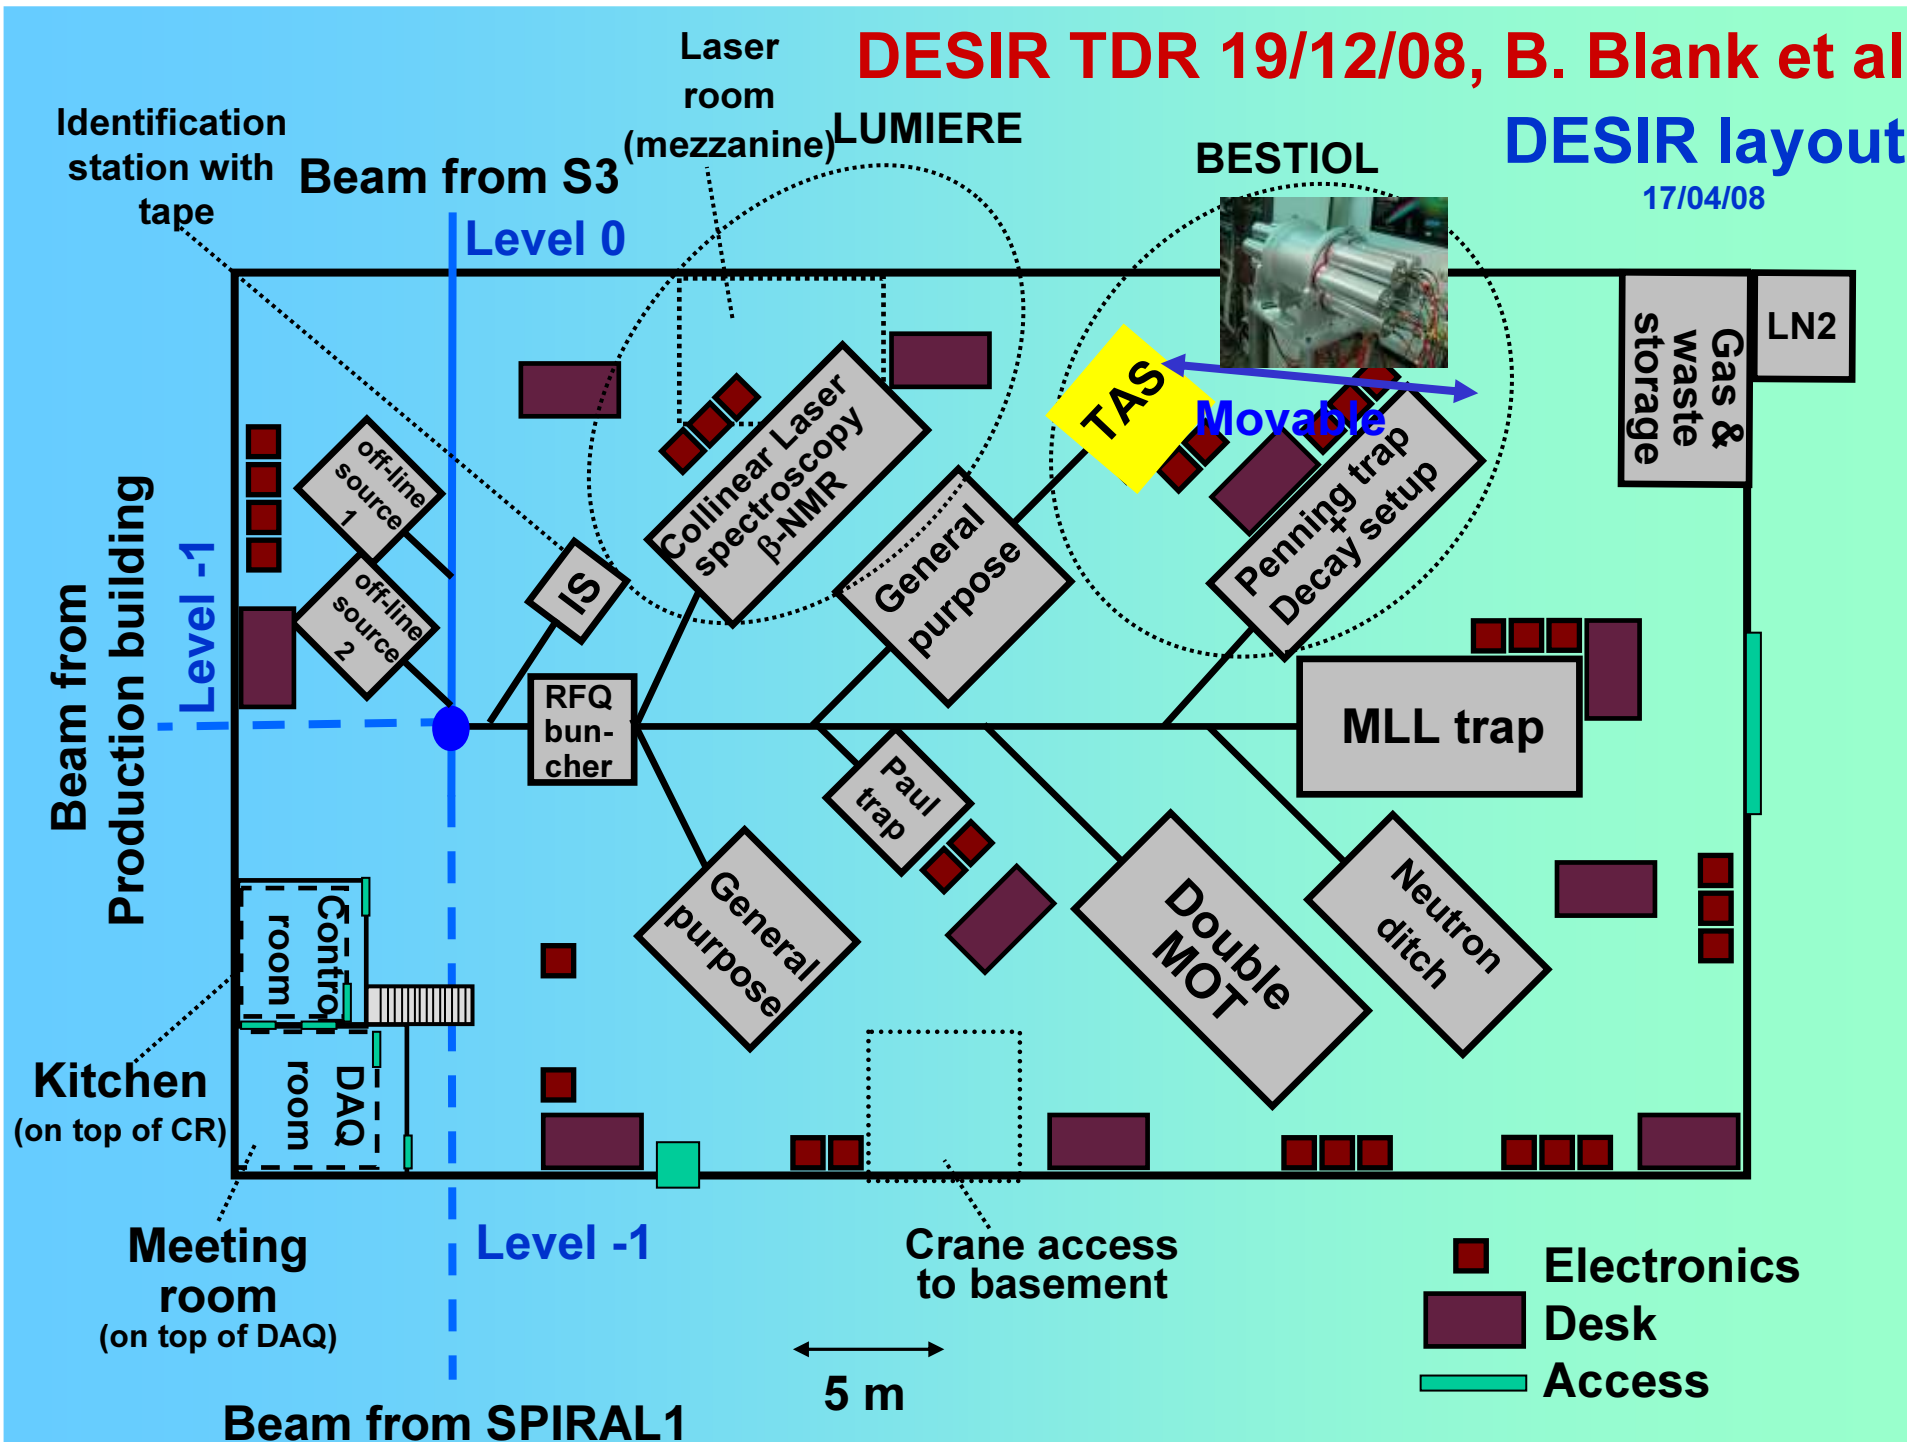 DESIR TDR 19/12/08, B. Blank et al
DESIR layout
17/04/08
Laser
room
(mezzanine)
LUMIERE
BESTIOL
Identification
station with
tape
Beam from S3
Level 0
Gas &
waste
storage
LN2
TAS
Movable
off-line
source
1
off-line
source
2
Collinear Laser
spectroscopy
β-NMR
General
purpose
Penning trap
+
Decay setup
IS
Beam from
Production building
Level -1
RFQ
bun-
cher
MLL trap
Paul
trap
General
purpose
Double
MOT
Neutron
ditch
Contro
room
DAQ
room
Kitchen
(on top of CR)
Meeting
room
(on top of DAQ)
Level -1
Crane access
to basement
5 m
Beam from SPIRAL1
Electronics
Desk
Access